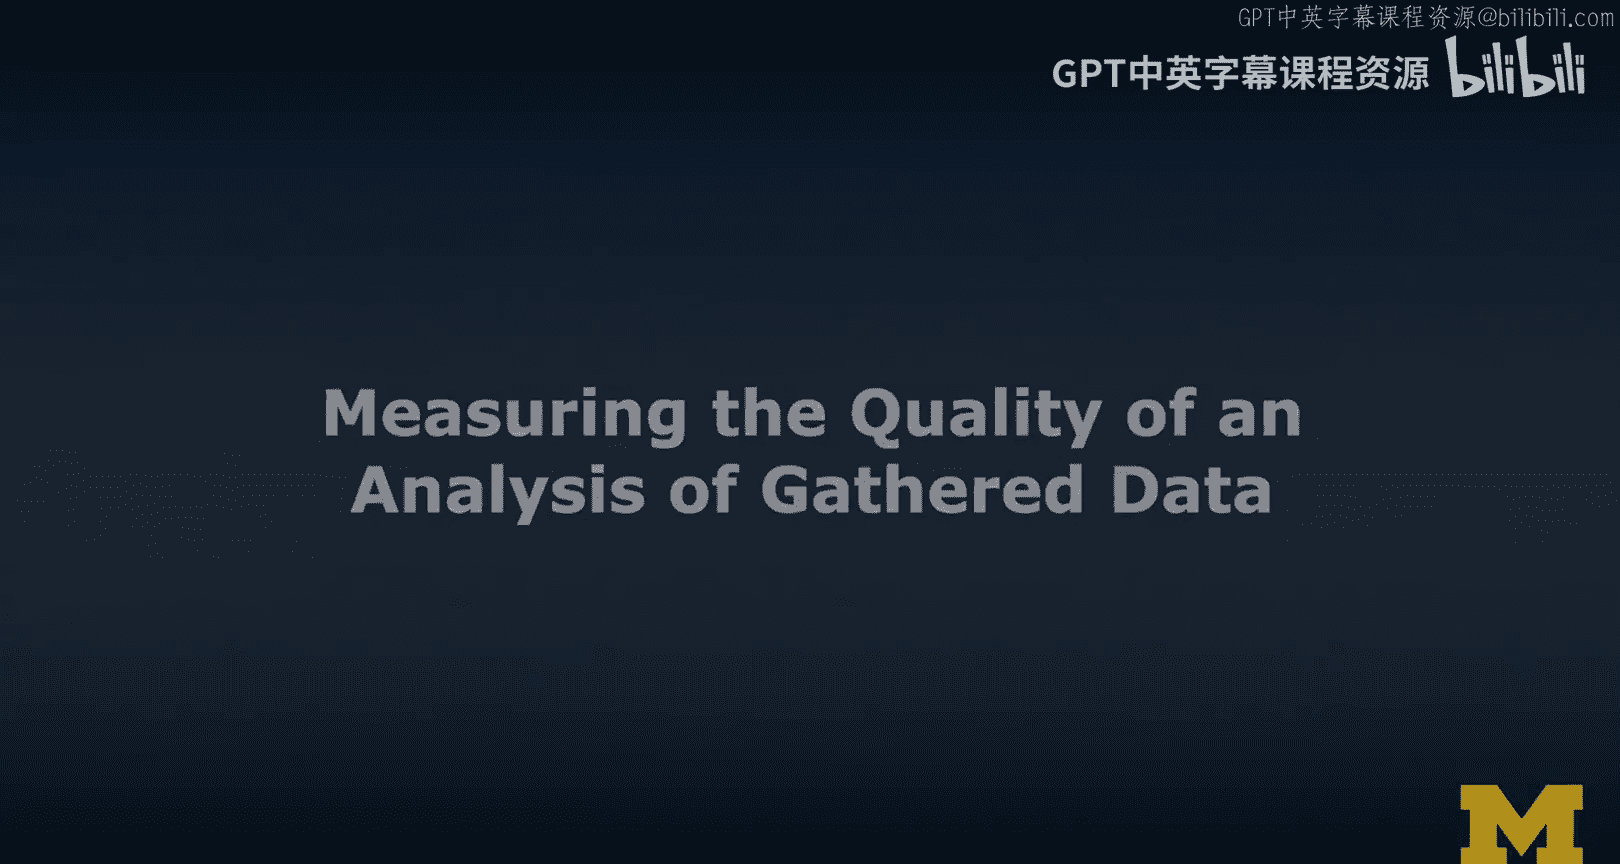 GPT中英字幕课程资源@bilibili.com
GPT中英字幕课程资源 bilibili
Measuring the Quality of an
Analysis of Gathered Data
M